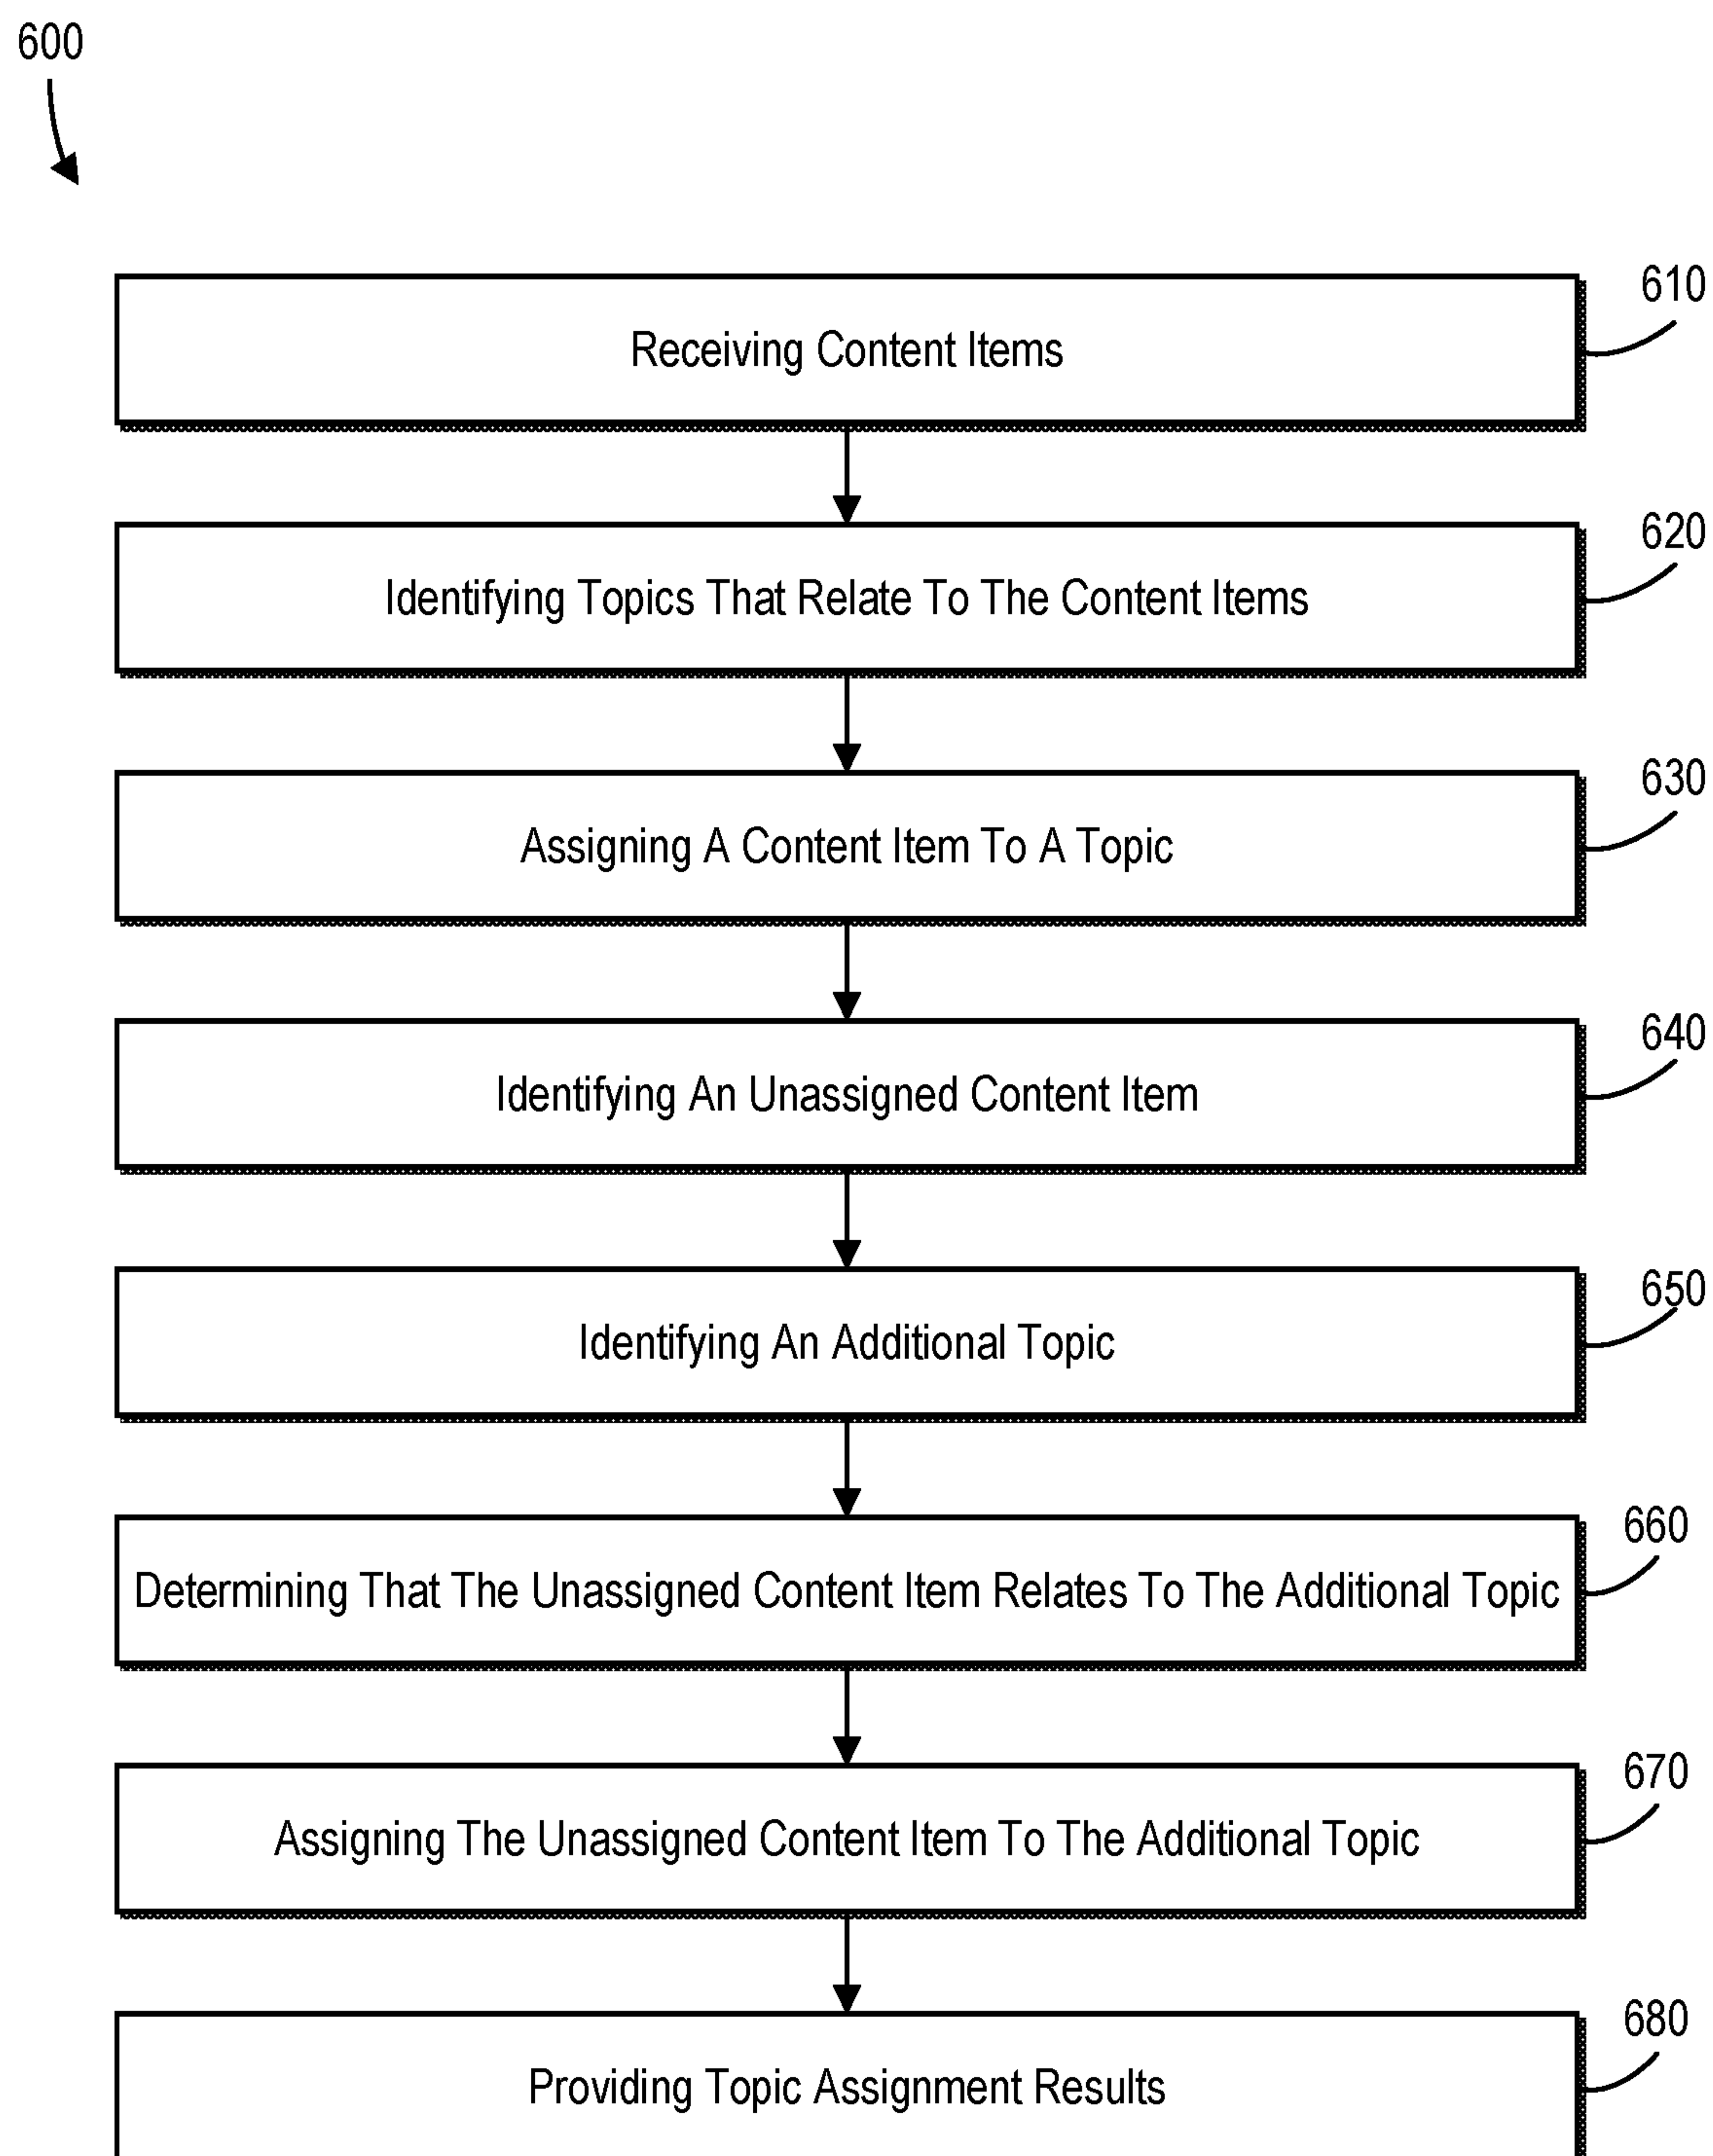 600
610
Receiving Content Items
620
Identifying Topics That Relate To The Content Items
630
Assigning A Content Item To A Topic
640
Identifying An Unassigned Content Item
650
Identifying An Additional Topic
660
Determining That The Unassigned Content Item Relates To The Additional Topic
670
Assigning The Unassigned Content Item To The Additional Topic
680
Providing Topic Assignment Results